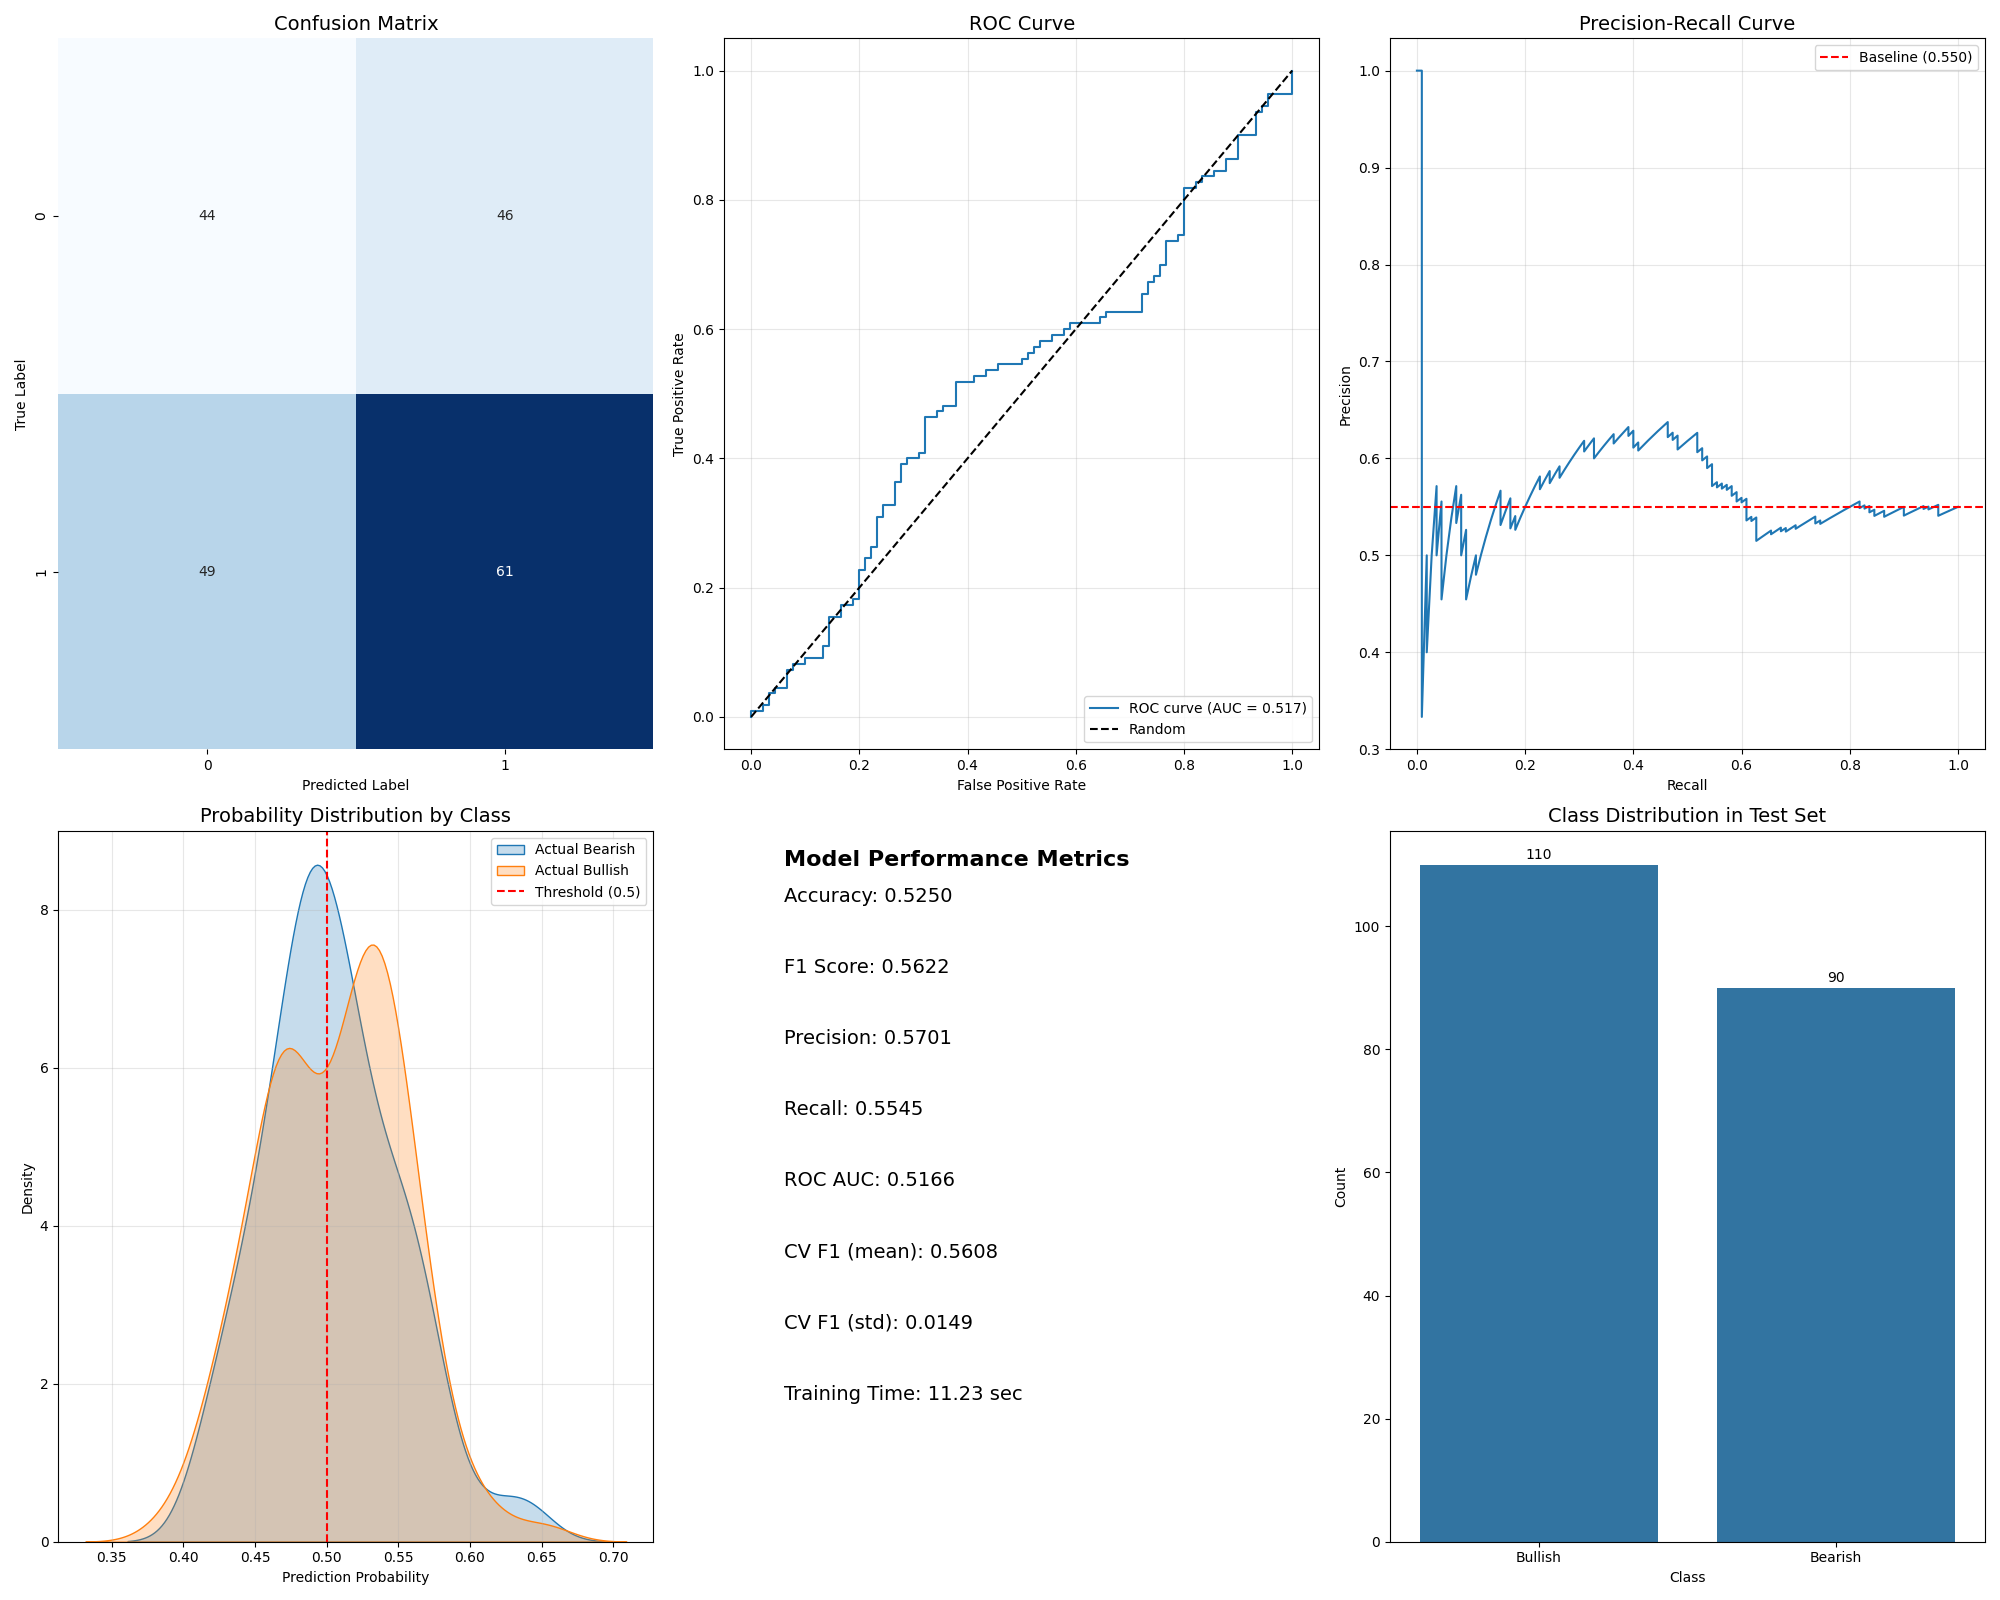 Confusion Matrix
44
46
49
61
0
1
True Label
0
1
Predicted Label
ROC Curve
1.0
0.8
0.6
0.4
0.2
0.0
True Positive Rate
ROC curve (AUC = 0.517)
Random
0.0
0.2
0.4
0.6
0.8
1.0
False Positive Rate
Precision-Recall Curve
Baseline (0.550)
1.0
0.9
0.8
0.7
0.6
0.5
0.4
0.3
Precision
0.0
0.2
0.4
0.6
0.8
1.0
Recall
Probability Distribution by Class
Actual Bearish
Actual Bullish
Threshold (0.5)
8
6
4
2
0
Density
0.35
0.40
0.45
0.50
0.55
0.60
0.65
0.70
Prediction Probability
Model Performance Metrics
Accuracy: 0.5250
F1 Score: 0.5622
Precision: 0.5701
Recall: 0.5545
ROC AUC: 0.5166
CV F1 (mean): 0.5608
CV F1 (std): 0.0149
Training Time: 11.23 sec
Class Distribution in Test Set
110
90
100
80
60
40
20
0
Count
Bullish
Bearish
Class